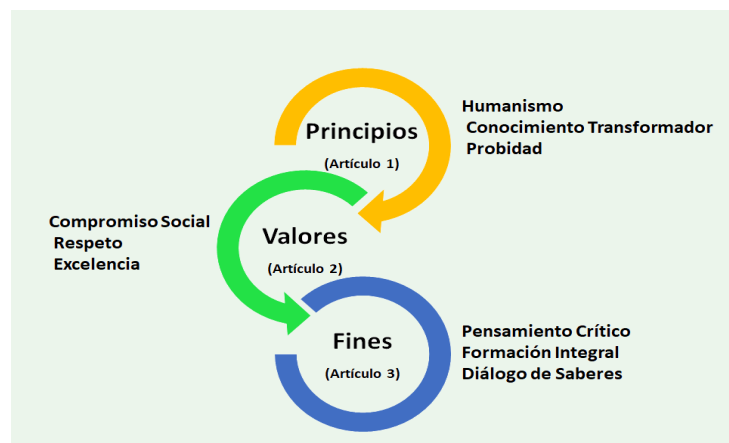 Principios
(Artículo 1)
Humanismo
Conocimiento Transformador
Probidad
Compromiso Social
Respeto
Excelencia
Valores
(Artículo 2)
Fines
(Artículo 3)
Pensamiento Crítico
Formación Integral
Diálogo de Saberes